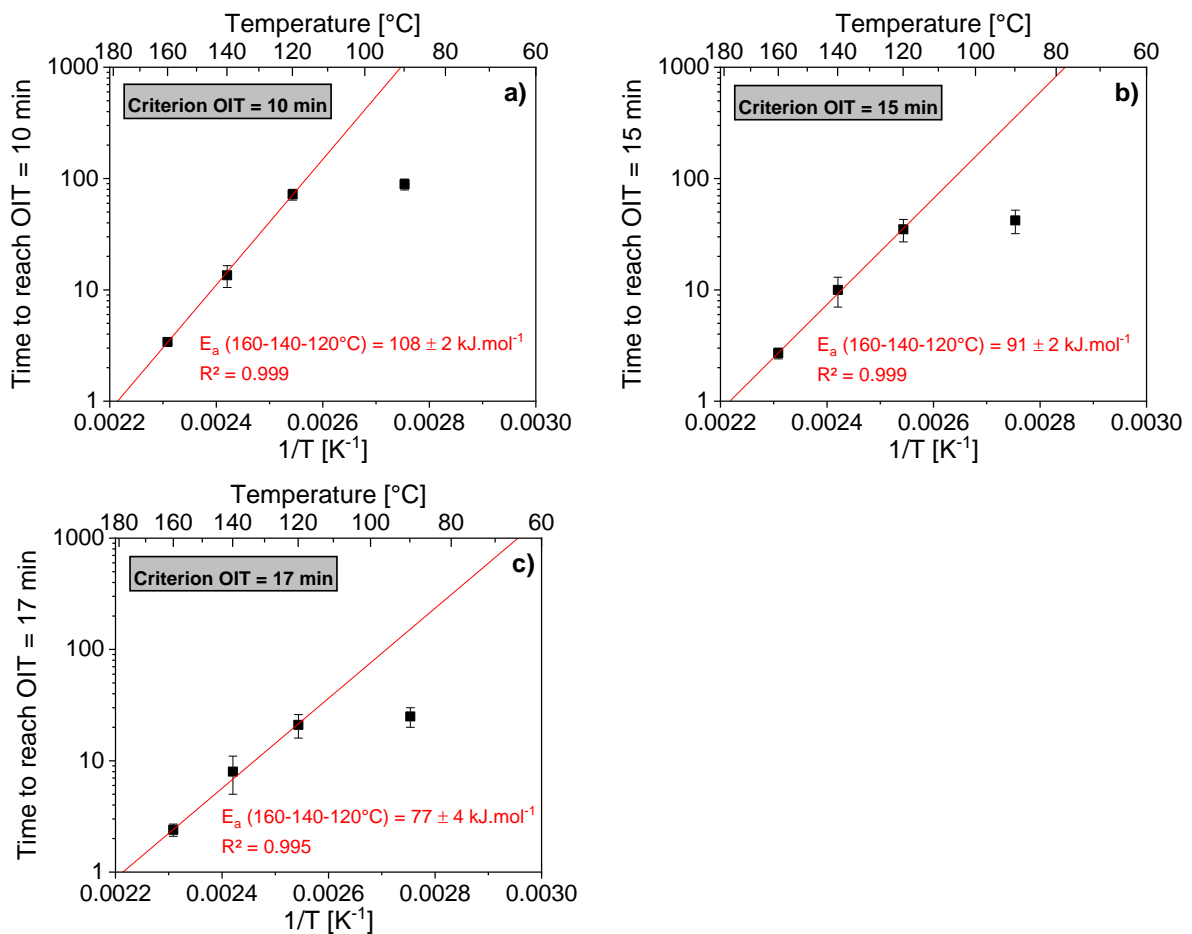 Temperature [°C]
180 160 140 120 100 80 60
1000
100
10
1
Time to reach OIT = 10 min
Criterion OIT = 10 min
a)
Eₐ (160-140-120°C) = 108 ± 2 kJ.mol⁻¹
R² = 0.999
0.0022 0.0024 0.0026 0.0028 0.0030
1/T [K⁻¹]
Temperature [°C]
180 160 140 120 100 80 60
1000
100
10
1
Time to reach OIT = 15 min
Criterion OIT = 15 min
b)
Eₐ (160-140-120°C) = 91 ± 2 kJ.mol⁻¹
R² = 0.999
0.0022 0.0024 0.0026 0.0028 0.0030
1/T [K⁻¹]
Temperature [°C]
180 160 140 120 100 80 60
1000
100
10
1
Time to reach OIT = 17 min
Criterion OIT = 17 min
c)
Eₐ (160-140-120°C) = 77 ± 4 kJ.mol⁻¹
R² = 0.995
0.0022 0.0024 0.0026 0.0028 0.0030
1/T [K⁻¹]